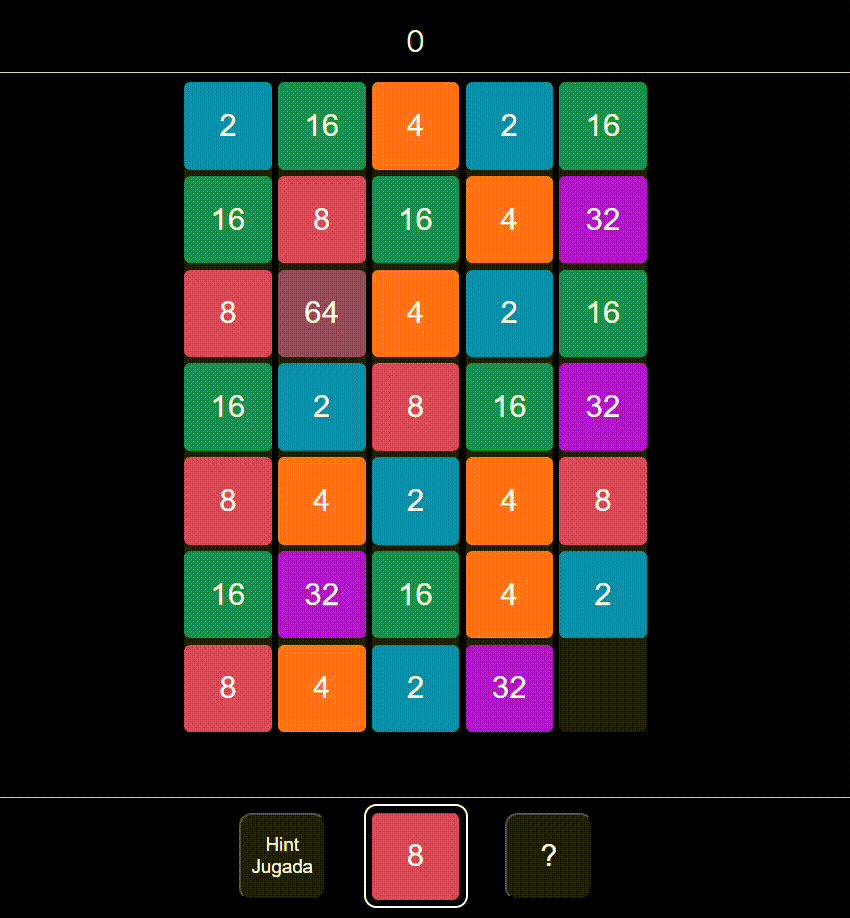 0
2 16 4 2 16
16 8 16 4 32
8 64 4 2 16
16 2 8 16 32
8 4 2 4 8
16 32 16 4 2
8 4 2 32
Hint
Jugada
8
?